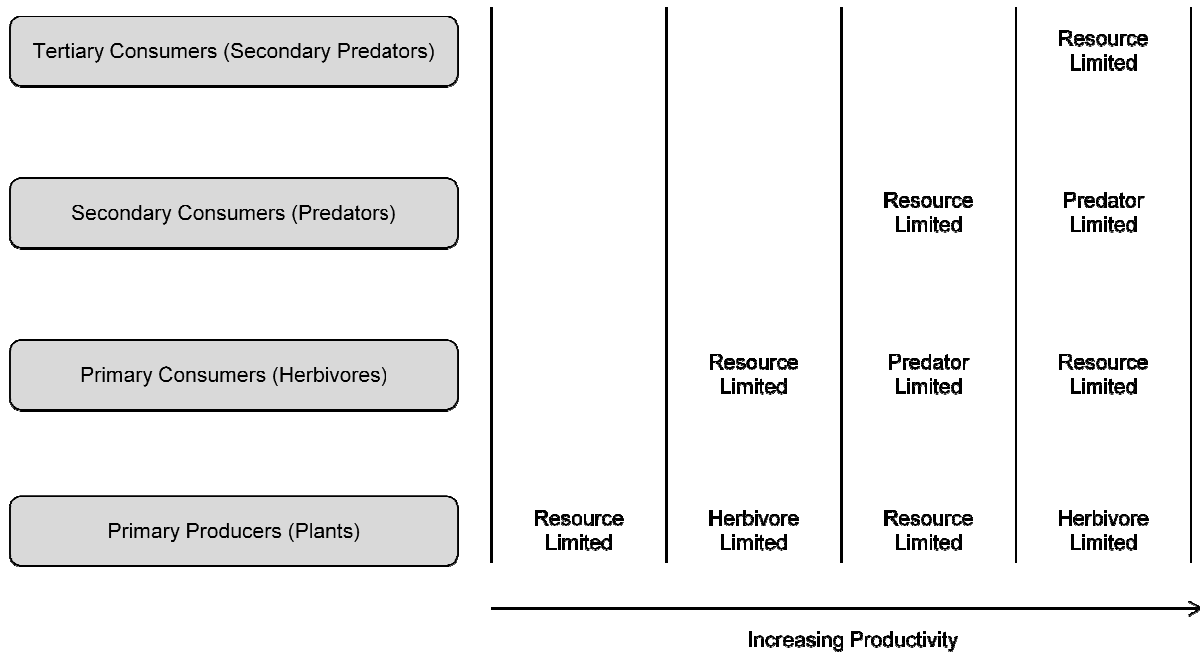 Tertiary Consumers (Secondary Predators)
Resource
Limited
Secondary Consumers (Predators)
Resource
Limited
Predator
Limited
Primary Consumers (Herbivores)
Resource
Limited
Predator
Limited
Resource
Limited
Primary Producers (Plants)
Resource
Limited
Herbivore
Limited
Resource
Limited
Herbivore
Limited
Increasing Productivity